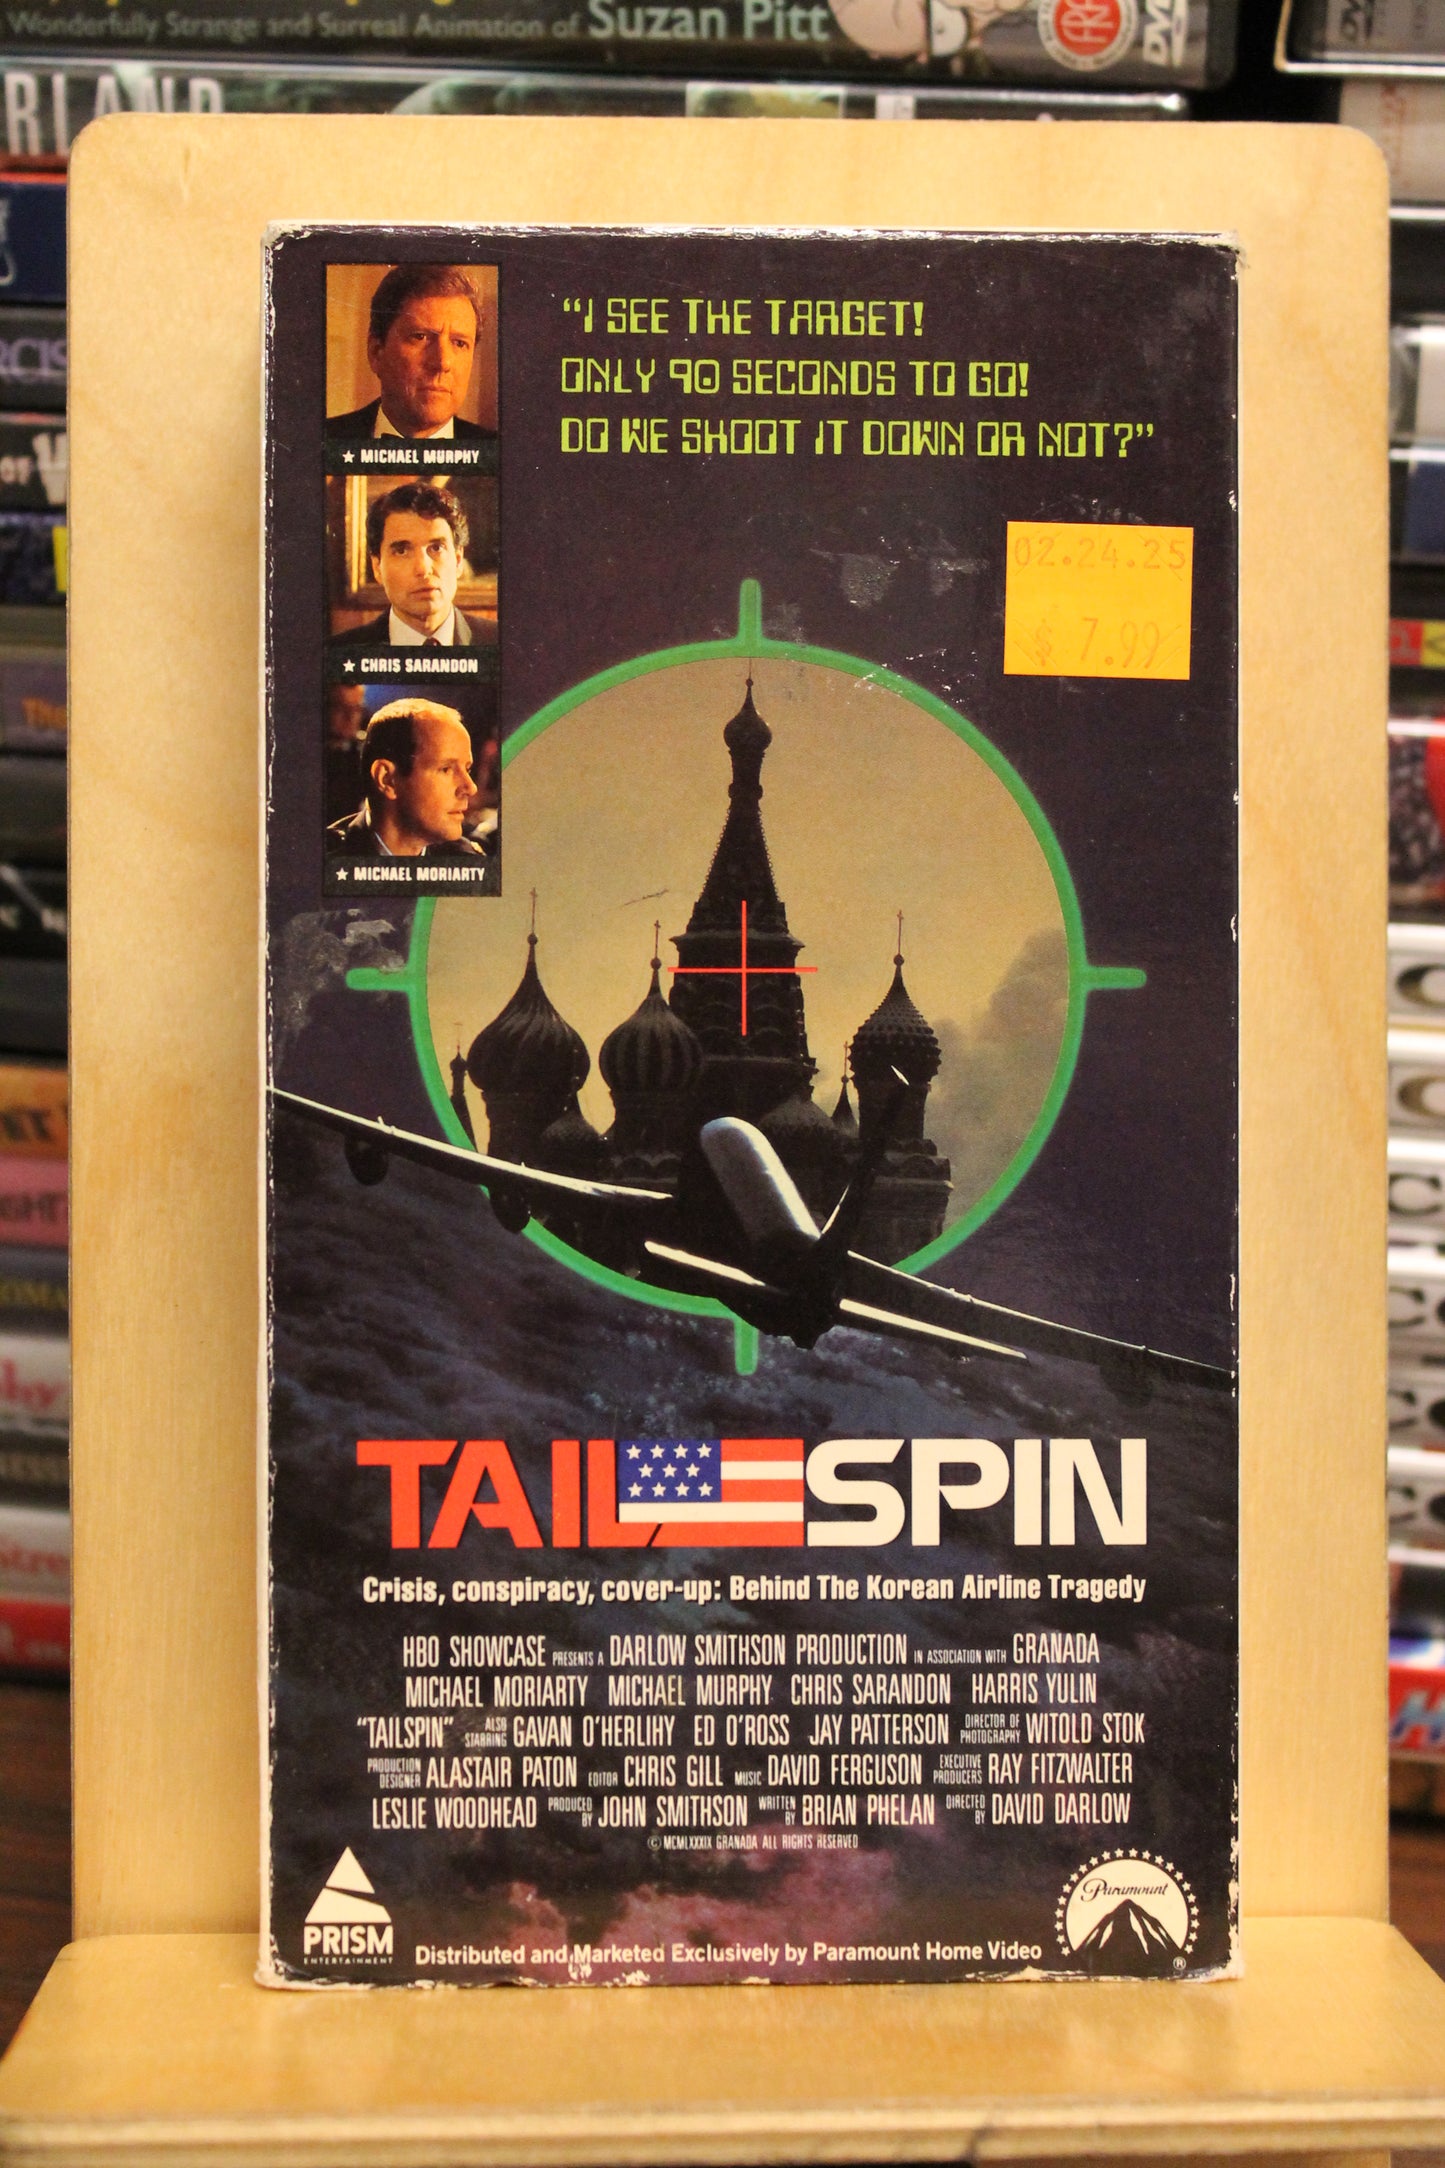 Wonderfully Strange and Surreal Animation of Suzan Pitt
DVD
RLAND
MICHAEL MURPHY
CHRIS SARANDON
MICHAEL MORIARTY
“I SEE THE TARGET!
ONLY 90 SECONDS TO GO!
DO WE SHOOT IT DOWN OR NOT?”
02.24.25
$ 7.99
TAILSPIN
Crisis, conspiracy, cover-up: Behind The Korean Airline Tragedy
HBO SHOWCASE PRESENTS A DARLOW SMITHSON PRODUCTION IN ASSOCIATION WITH GRANADA
MICHAEL MORIARTY MICHAEL MURPHY CHRIS SARANDON HARRIS YULIN
“TAILSPIN” ALSO STARRING GAVAN O'HERLIHY ED O'ROSS JAY PATTERSON DIRECTOR OF PHOTOGRAPHY WITOLD STOK
PRODUCTION DESIGNER ALASTAIR PATON EDITOR CHRIS GILL MUSIC DAVID FERGUSON EXECUTIVE PRODUCERS RAY FITZWALTER
LESLIE WOODHEAD PRODUCED BY JOHN SMITHSON WRITTEN BY BRIAN PHELAN DIRECTED BY DAVID DARLOW
© MCMLXXXIX GRANADA ALL RIGHTS RESERVED
PRISM
ENTERTAINMENT
Distributed and Marketed Exclusively by Paramount Home Video
Paramount
®